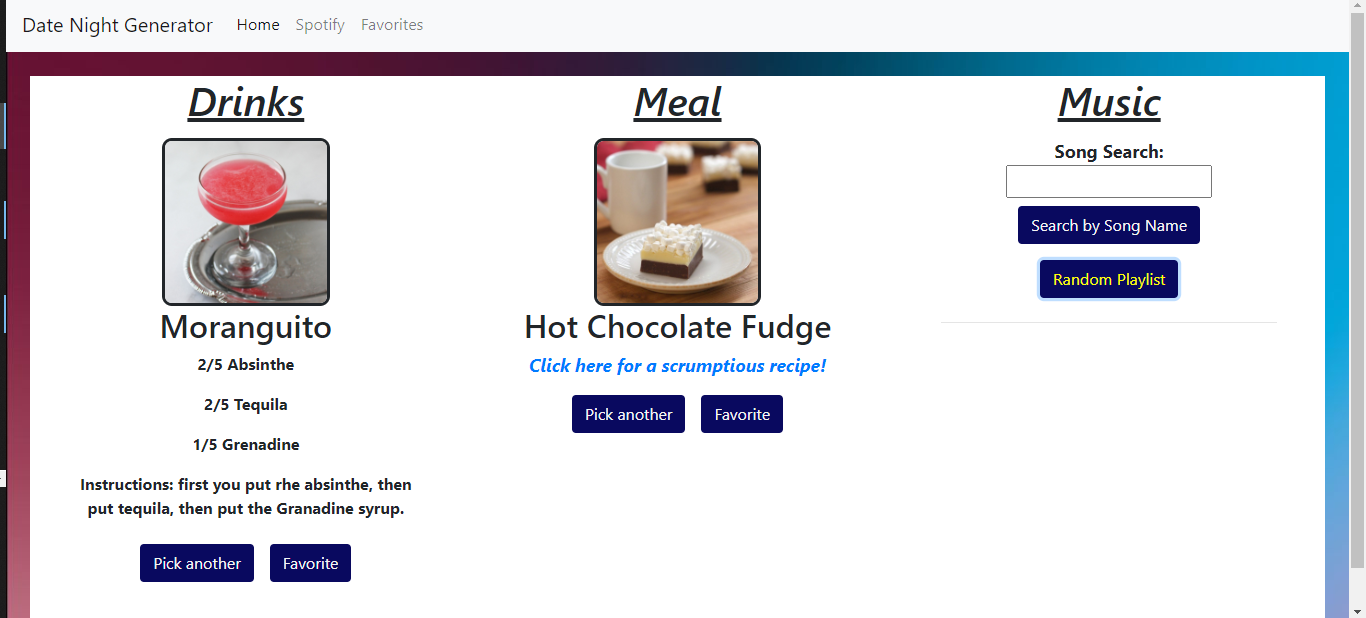 Date Night Generator Home Spotify Favorites
Drinks
Moranguito
2/5 Absinthe
2/5 Tequila
1/5 Grenadine
Instructions: first you put rhe absinthe, then
put tequila, then put the Granadine syrup.
Pick another Favorite
Meal
Hot Chocolate Fudge
Click here for a scrumptious recipe!
Pick another Favorite
Music
Song Search:
Search by Song Name
Random Playlist